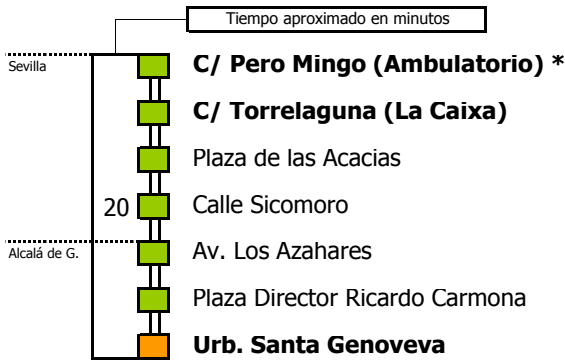 Tiempo aproximado en minutos
Sevilla
C/ Pero Mingo (Ambulatorio) *
C/ Torrelaguna (La Caixa)
Plaza de las Acacias
20
Calle Sicomoro
Alcalá de G.
Av. Los Azahares
Plaza Director Ricardo Carmona
Urb. Santa Genoveva